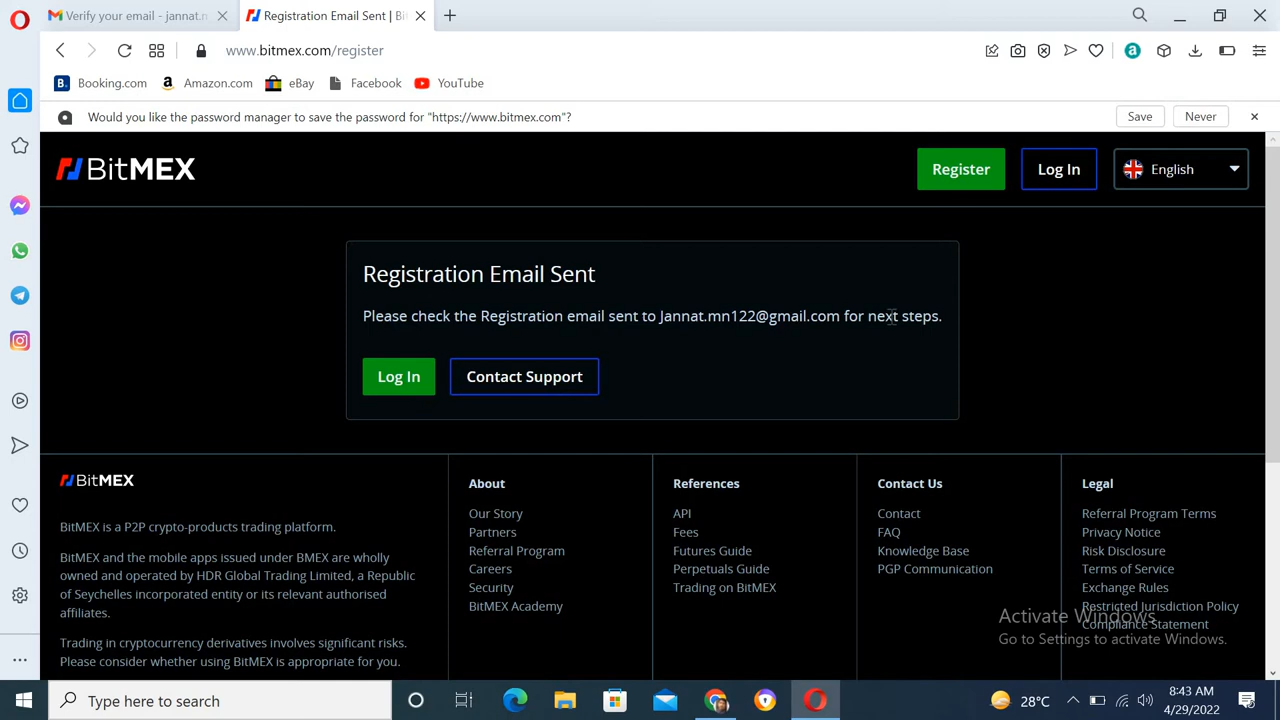 Verify your email - jannat.n
Registration Email Sent | Bi
www.bitmex.com/register
Booking.com
Amazon.com
eBay
Facebook
YouTube
Would you like the password manager to save the password for "https://www.bitmex.com"?
Save
Never
BitMEX
Register
Log In
English
Registration Email Sent
Please check the Registration email sent to Jannat.mn122@gmail.com for next steps.
Log In
Contact Support
BitMEX
BitMEX is a P2P crypto-products trading platform.
BitMEX and the mobile apps issued under BMEX are wholly
owned and operated by HDR Global Trading Limited, a Republic
of Seychelles incorporated entity or its relevant authorised
affiliates.
Trading in cryptocurrency derivatives involves significant risks.
Please consider whether using BitMEX is appropriate for you.
About
Our Story
Partners
Referral Program
Careers
Security
BitMEX Academy
References
API
Fees
Futures Guide
Perpetuals Guide
Trading on BitMEX
Contact Us
Contact
FAQ
Knowledge Base
PGP Communication
Legal
Referral Program Terms
Privacy Notice
Risk Disclosure
Terms of Service
Exchange Rules
Restricted Jurisdiction Policy
Compliance Statement
Activate Windows
Go to Settings to activate Windows.
Type here to search
28°C
8:43 AM
4/29/2022